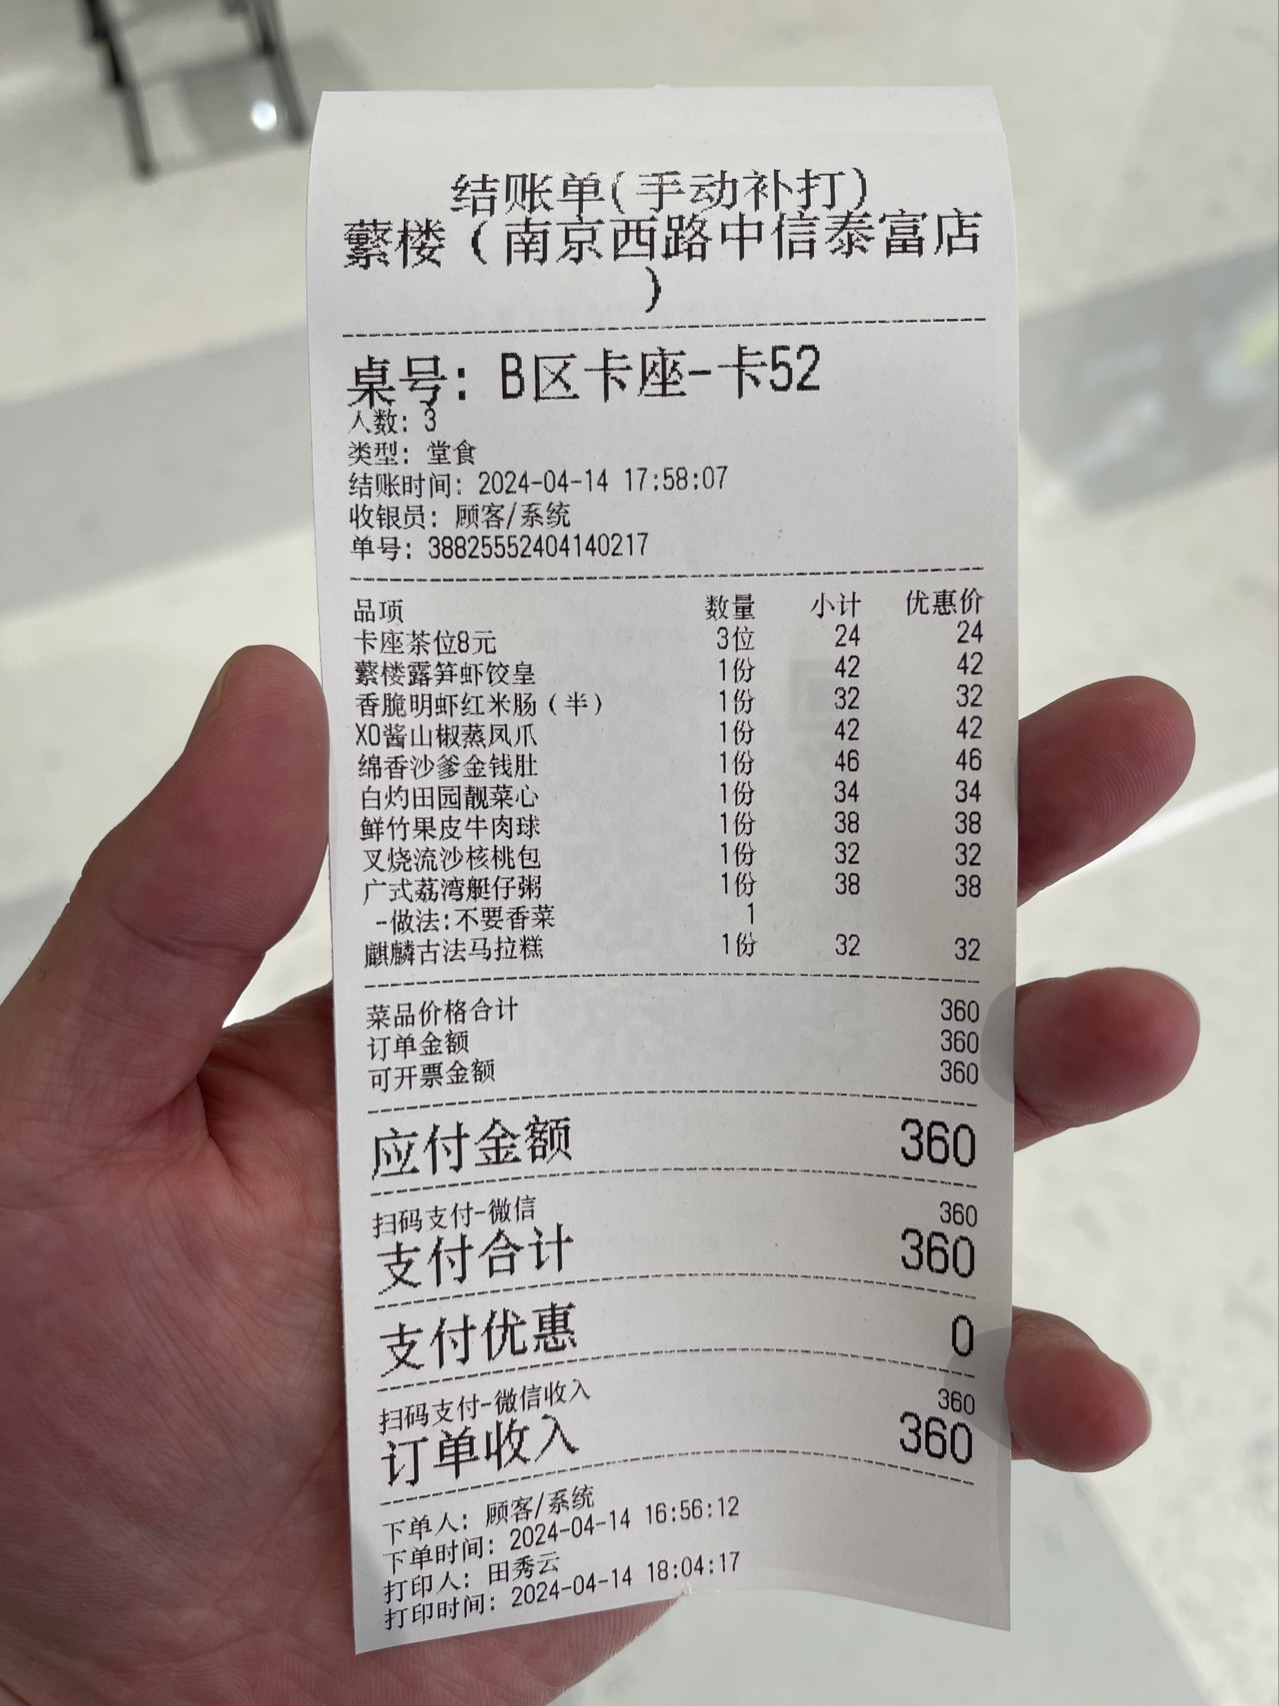 结账单(手动补打)
蘩楼（南京西路中信泰富店
）
桌号: B区卡座-卡52
人数: 3
类型: 堂食
结账时间: 2024-04-14 17:58:07
收银员: 顾客/系统
单号: 388255552404140217
品项 数量 小计 优惠价
卡座茶位8元 3位 24 24
蘩楼露笋虾饺皇 1份 42 42
香脆明虾红米肠（半） 1份 32 32
XO酱山椒蒸凤爪 1份 42 42
绵香沙爹金钱肚 1份 46 46
白灼田园靓菜心 1份 34 34
鲜竹果皮牛肉球 1份 38 38
叉烧流沙核桃包 1份 32 32
广式荔湾艇仔粥 1份 38 38
-做法:不要香菜 1
麒麟古法马拉糕 1份 32 32
菜品价格合计 360
订单金额 360
可开票金额 360
应付金额 360
扫码支付-微信 360
支付合计 360
支付优惠 0
扫码支付-微信收入 360
订单收入 360
下单人: 顾客/系统
下单时间: 2024-04-14 16:56:12
打印人: 田秀云
打印时间: 2024-04-14 18:04:17